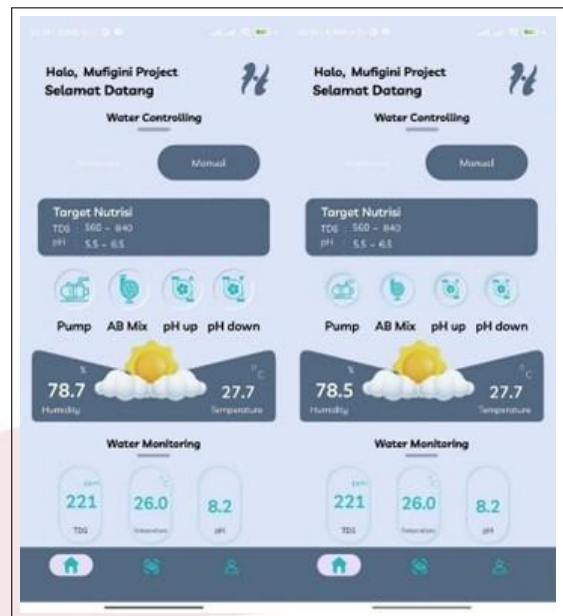 Halo, Mufigini Project
Selamat Datang
Water Controlling
Manual
Target Nutrisi
TDS : 560 - 840
pH : 5.5 - 6.5
Pump AB Mix pH up pH down
% °C
78.7 27.7
Humidity Temperature
Water Monitoring
ppm °C
221 26.0 8.2
TDS Temperature pH
Halo, Mufigini Project
Selamat Datang
Water Controlling
Manual
Target Nutrisi
TDS : 560 - 840
pH : 5.5 - 6.5
Pump AB Mix pH up pH down
% °C
78.5 27.7
Humidity Temperature
Water Monitoring
ppm °C
221 26.0 8.2
TDS Temperature pH